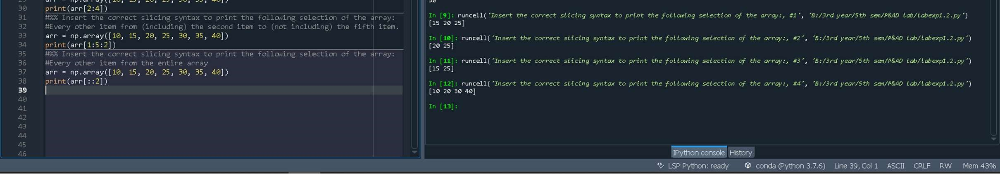 29 arr = np.array([10, 15, 20, 25, 30, 35, 40])
30 print(arr[2:4])
31 #%% Insert the correct slicing syntax to print the following selection of the array:
32 #Every other item from (including) the second item to (not including) the fifth item.
33 arr = np.array([10, 15, 20, 25, 30, 35, 40])
34 print(arr[1:5:2])
35 #%% Insert the correct slicing syntax to print the following selection of the array:
36 #Every other item from the entire array
37 arr = np.array([10, 15, 20, 25, 30, 35, 40])
38 print(arr[::2])
39
40
41
42
43
44
45
46
50
In [9]: runcell('Insert the correct slicing syntax to print the following selection of the array:, #1', 'B:/3rd year/5th sem/P&AD lab/labexp1.2.py')
[15 20 25]
In [10]: runcell('Insert the correct slicing syntax to print the following selection of the array:, #2', 'B:/3rd year/5th sem/P&AD lab/labexp1.2.py')
[20 25]
In [11]: runcell('Insert the correct slicing syntax to print the following selection of the array:, #3', 'B:/3rd year/5th sem/P&AD lab/labexp1.2.py')
[15 25]
In [12]: runcell('Insert the correct slicing syntax to print the following selection of the array:, #4', 'B:/3rd year/5th sem/P&AD lab/labexp1.2.py')
[10 20 30 40]
In [13]:
IPython console History
LSP Python: ready conda (Python 3.7.6) Line 39, Col 1 ASCII CRLF RW Mem 43%